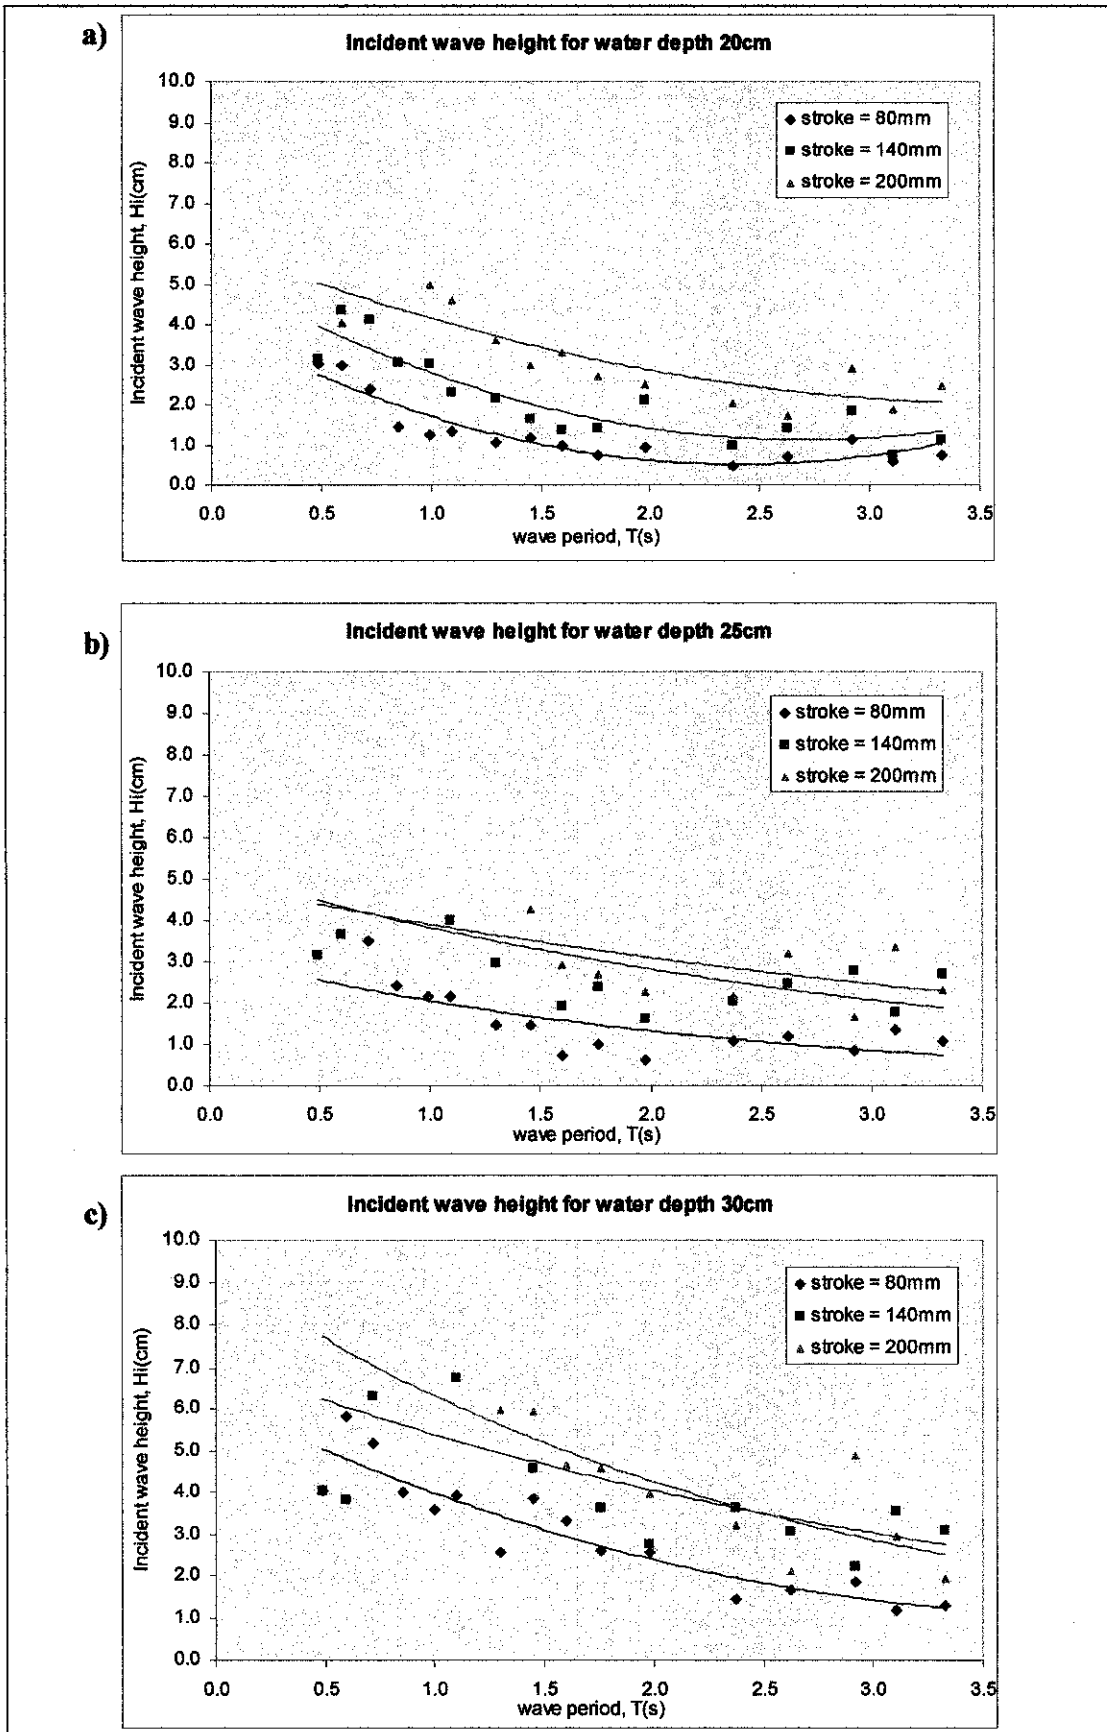 a)
Incident wave height for water depth 20cm
Incident wave height, Hi(cm)
10.0
9.0
8.0
7.0
6.0
5.0
4.0
3.0
2.0
1.0
0.0
stroke = 80mm
stroke = 140mm
stroke = 200mm
0.0 0.5 1.0 1.5 2.0 2.5 3.0 3.5
wave period, T(s)
b)
Incident wave height for water depth 25cm
Incident wave height, Hi(cm)
10.0
9.0
8.0
7.0
6.0
5.0
4.0
3.0
2.0
1.0
0.0
stroke = 80mm
stroke = 140mm
stroke = 200mm
0.0 0.5 1.0 1.5 2.0 2.5 3.0 3.5
wave period, T(s)
c)
Incident wave height for water depth 30cm
Incident wave height, Hi(cm)
10.0
9.0
8.0
7.0
6.0
5.0
4.0
3.0
2.0
1.0
0.0
stroke = 80mm
stroke = 140mm
stroke = 200mm
0.0 0.5 1.0 1.5 2.0 2.5 3.0 3.5
wave period, T(s)